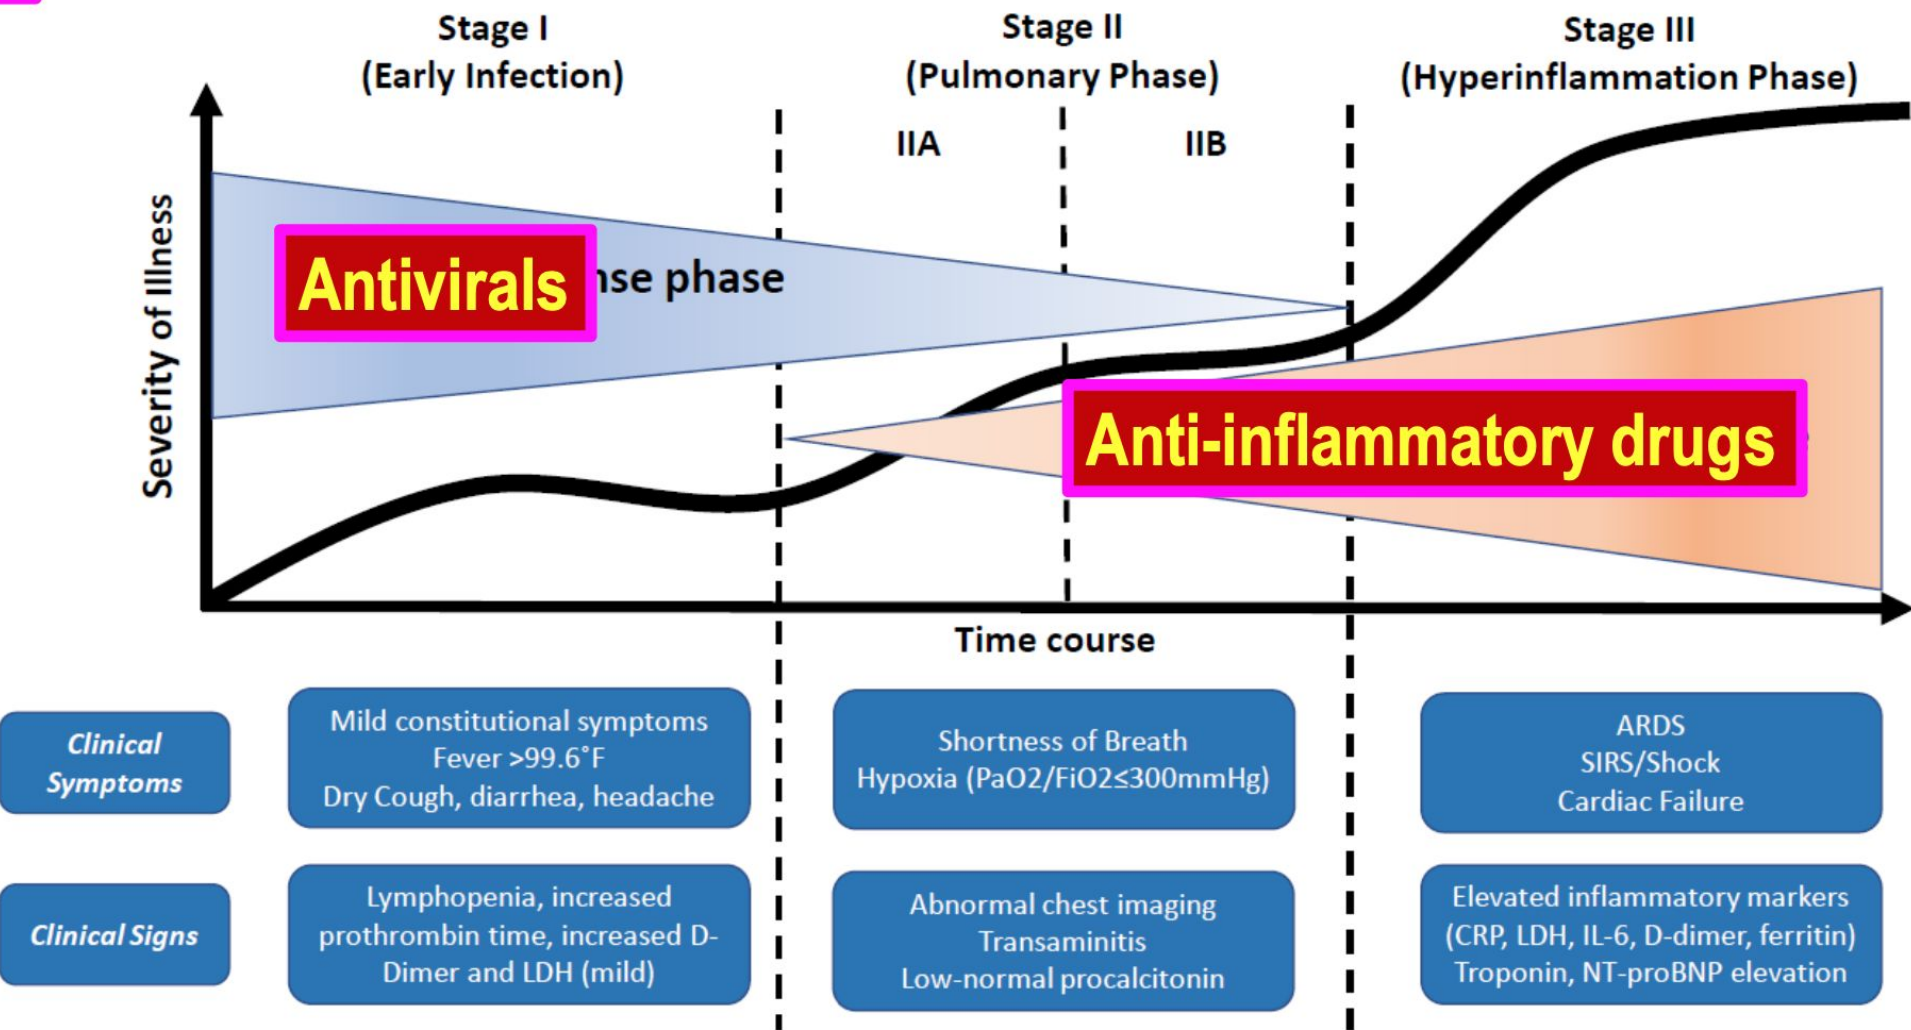 Stage I
(Early Infection)
Stage II
(Pulmonary Phase)
Stage III
(Hyperinflammation Phase)
IIA
IIB
Severity of Illness
Antivirals
phase
Anti-inflammatory drugs
Time course
Clinical
Symptoms
Mild constitutional symptoms
Fever >99.6°F
Dry Cough, diarrhea, headache
Shortness of Breath
Hypoxia (PaO2/FiO2≤300mmHg)
ARDS
SIRS/Shock
Cardiac Failure
Clinical Signs
Lymphopenia, increased
prothrombin time, increased D-
Dimer and LDH (mild)
Abnormal chest imaging
Transaminitis
Low-normal procalcitonin
Elevated inflammatory markers
(CRP, LDH, IL-6, D-dimer, ferritin)
Troponin, NT-proBNP elevation